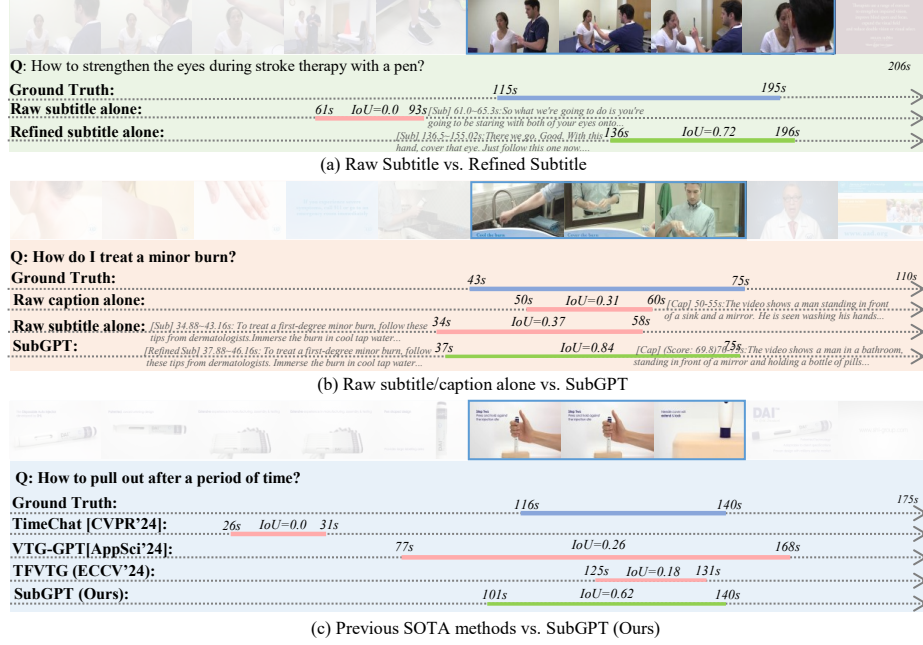 Q: How to strengthen the eyes during stroke therapy with a pen?
206s
Ground Truth:
115s
195s
Raw subtitle alone:
61s IoU=0.0 93s
[Sub] 61.0~65.3s:So what we're going to do is you're
going to be staring with both of your eyes onto...
Refined subtitle alone:
[Sub] 136.5~155.02s:There we go, Good. With this
hand, cover that eye. Just follow this one now....
136s IoU=0.72 196s
(a) Raw Subtitle vs. Refined Subtitle
Q: How do I treat a minor burn?
Ground Truth:
43s
75s
110s
Raw caption alone:
50s IoU=0.31 60s
[Cap] 50-55s:The video shows a man standing in front
of a sink and a mirror. He is seen washing his hands...
Raw subtitle alone:
[Sub] 34.88~43.16s: To treat a first-degree minor burn, follow these
tips from dermatologists.Immerse the burn in cool tap water...
34s IoU=0.37 58s
SubGPT:
[Refined Sub] 37.88~46.16s: To treat a first-degree minor burn, follow
these tips from dermatologists. Immerse the burn in cool tap water...
37s IoU=0.84 75s
[Cap] (Score: 69.8) The video shows a man in a bathroom,
standing in front of a mirror and holding a bottle of pills...
(b) Raw subtitle/caption alone vs. SubGPT
DAI
Q: How to pull out after a period of time?
Ground Truth:
116s
140s
175s
TimeChat [CVPR'24]:
26s IoU=0.0 31s
VTG-GPT[AppSci'24]:
77s IoU=0.26 168s
TFVTG (ECCV'24):
125s IoU=0.18 131s
SubGPT (Ours):
101s IoU=0.62 140s
(c) Previous SOTA methods vs. SubGPT (Ours)